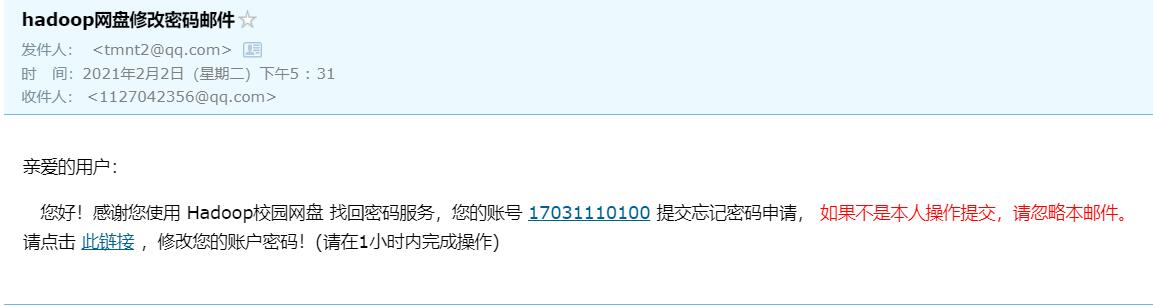 hadoop网盘修改密码邮件
发件人： <tmnt2@qq.com>
时 间：2021年2月2日（星期二）下午5：31
收件人： <1127042356@qq.com>
亲爱的用户：
您好！感谢您使用 Hadoop校园网盘 找回密码服务，您的账号 17031110100 提交忘记密码申请， 如果不是本人操作提交，请忽略本邮件。
请点击 此链接 ，修改您的账户密码！(请在1小时内完成操作)